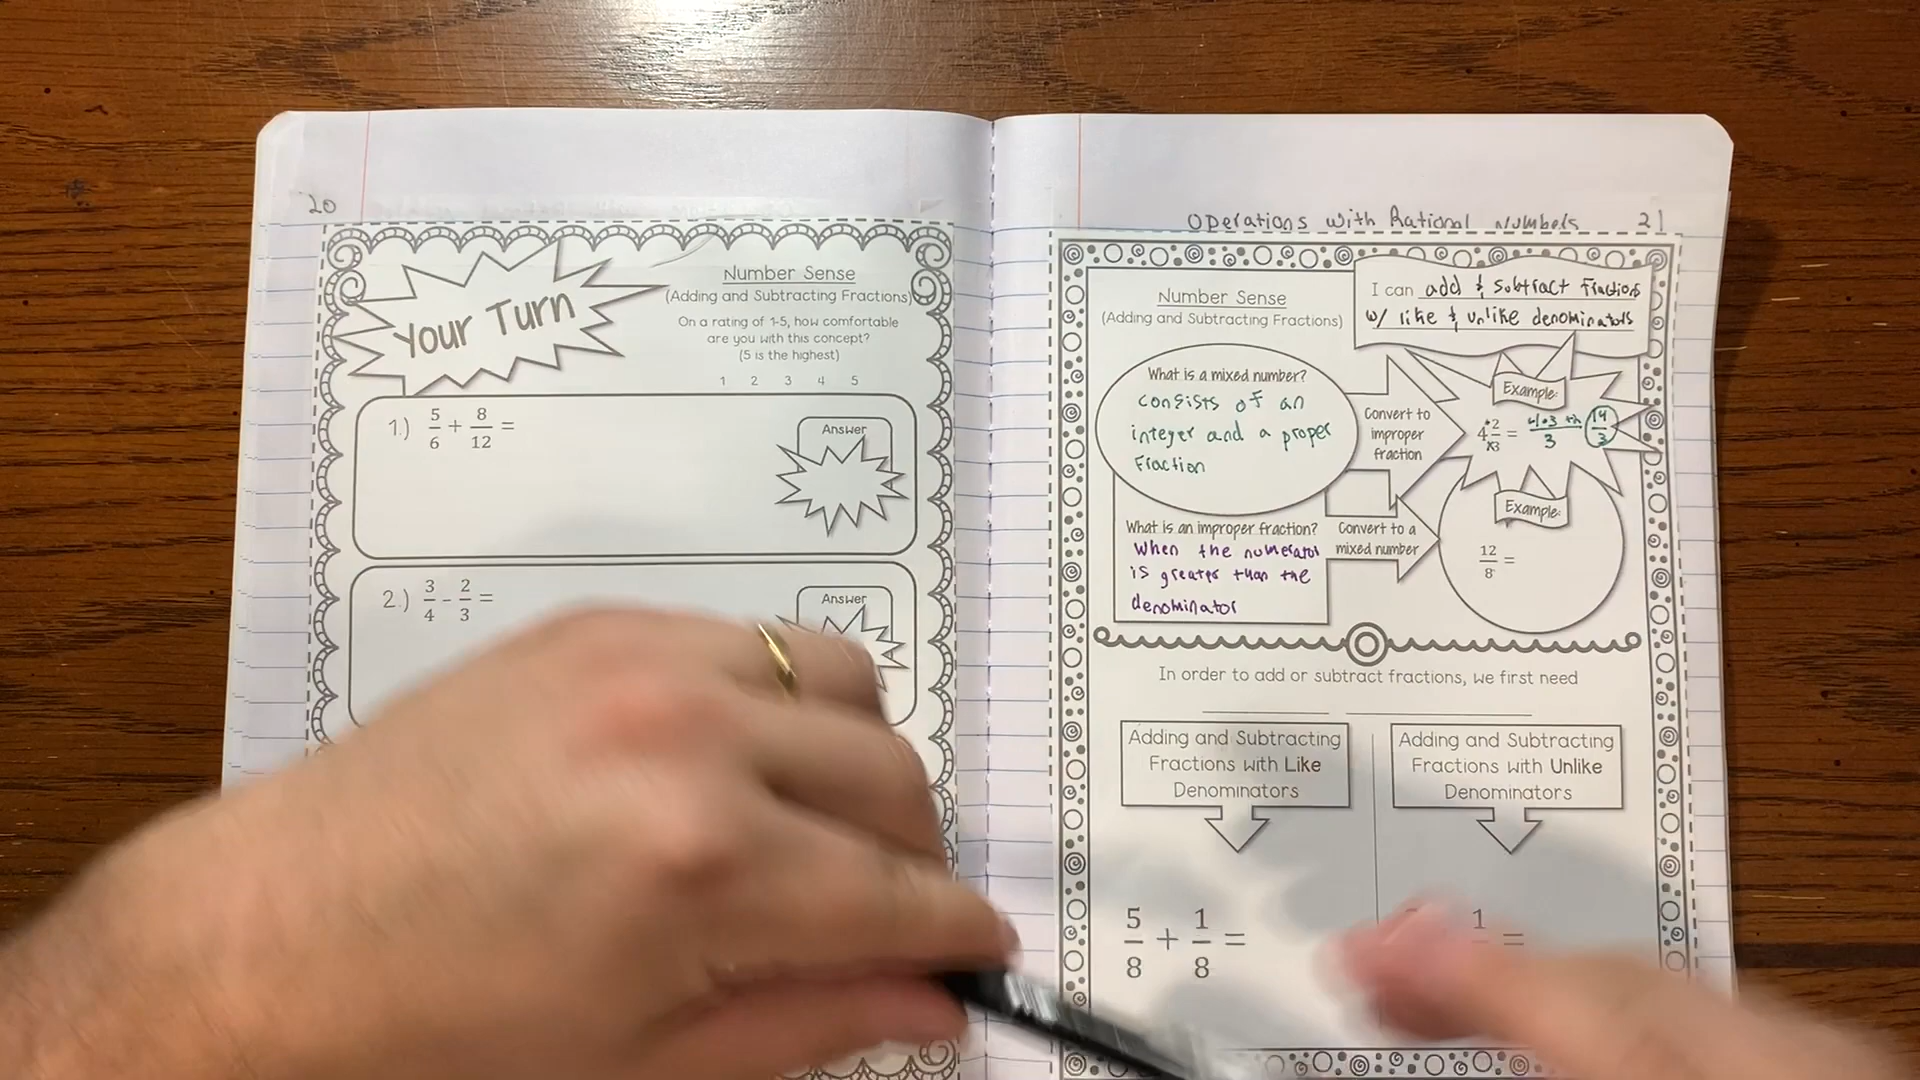 20
Your Turn
Number Sense
(Adding and Subtracting Fractions)
On a rating of 1-5, how comfortable
are you with this concept?
(5 is the highest)
1 2 3 4 5
1.) 5/6 + 8/12 =
Answer
2.) 3/4 - 2/3 =
Answer
Operations with Rational Numbers 21
Number Sense
(Adding and Subtracting Fractions)
I can add & subtract fractions
w/ like & unlike denominators
What is a mixed number?
consists of an
integer and a proper
fraction
Convert to
improper
fraction
Example:
4 2/3 =
14/3
What is an improper fraction?
When the numerator
is greater than the
denominator
Convert to a
mixed number
Example:
12/8 =
In order to add or subtract fractions, we first need
Adding and Subtracting
Fractions with Like
Denominators
Adding and Subtracting
Fractions with Unlike
Denominators
5/8 + 1/8 =
1
=